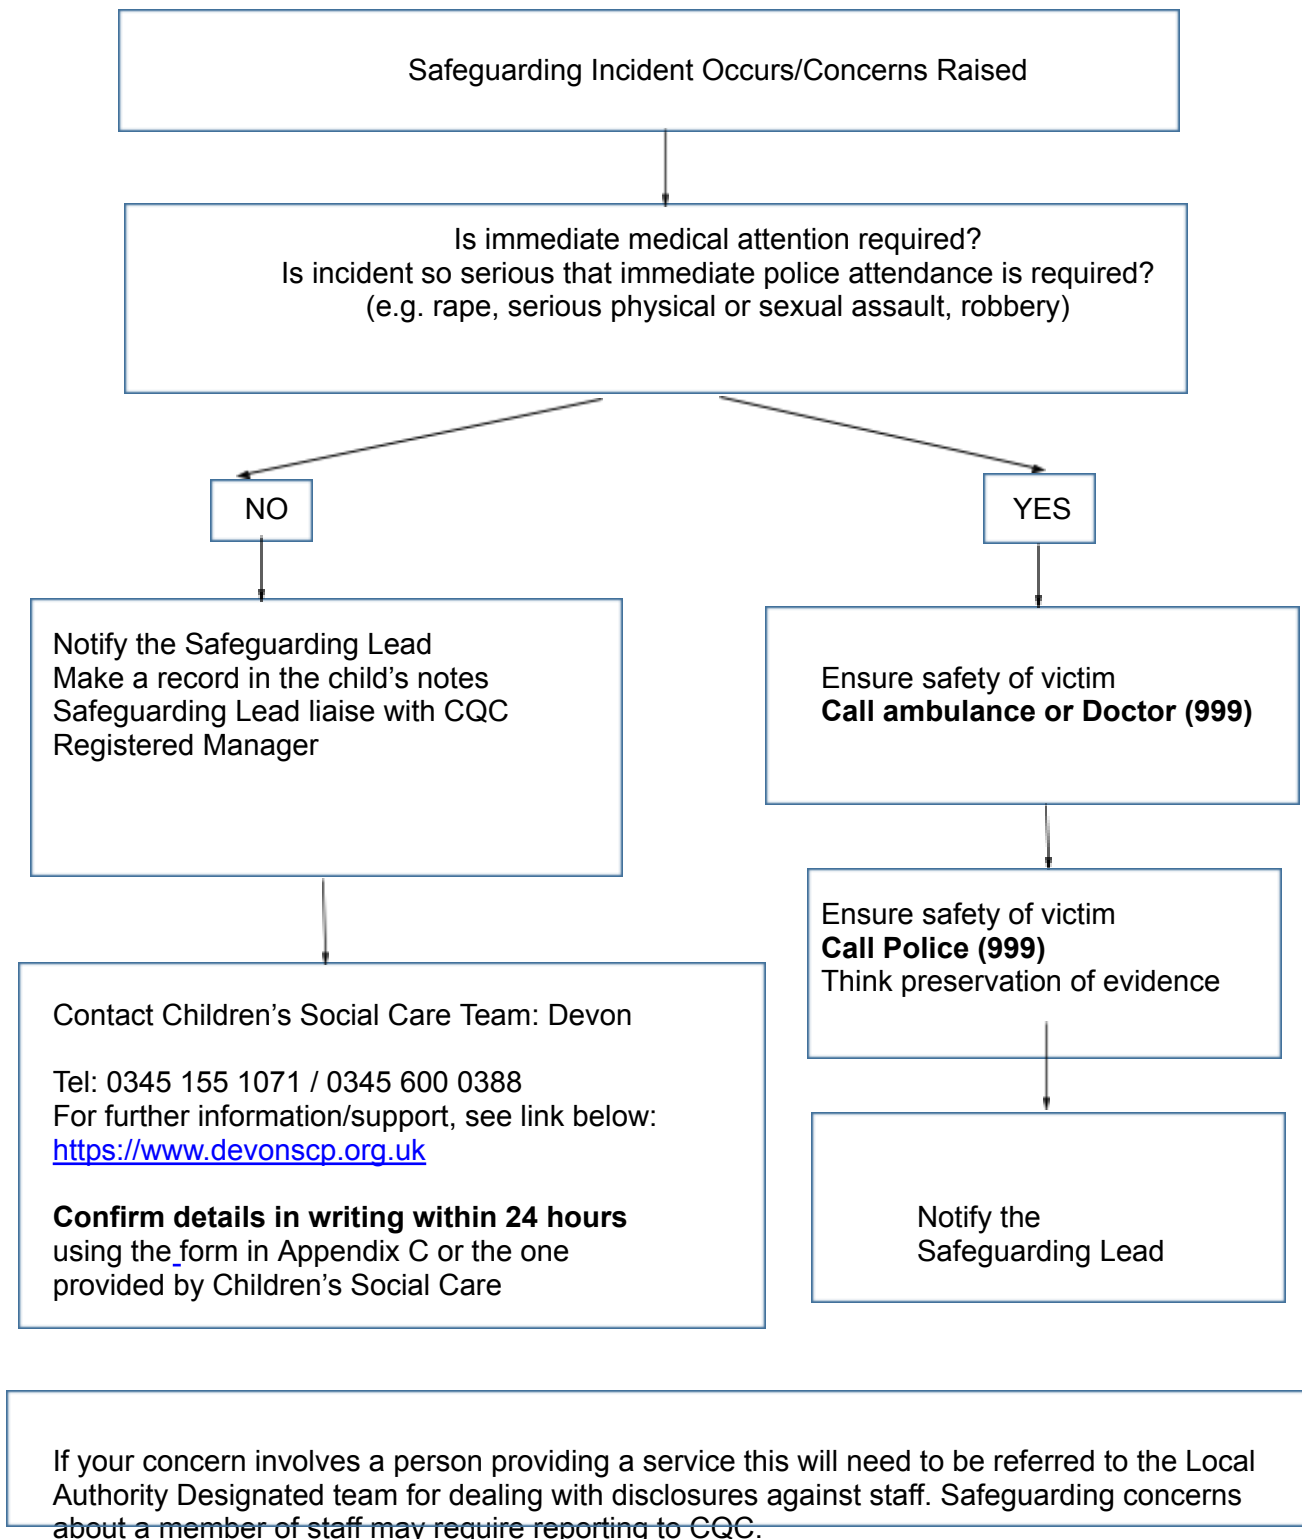 Safeguarding Incident Occurs/Concerns Raised
Is immediate medical attention required?
Is incident so serious that immediate police attendance is required?
(e.g. rape, serious physical or sexual assault, robbery)
NO
YES
Notify the Safeguarding Lead
Make a record in the child’s notes
Safeguarding Lead liaise with CQC
Registered Manager
Ensure safety of victim
Call ambulance or Doctor (999)
Ensure safety of victim
Call Police (999)
Think preservation of evidence
Contact Children’s Social Care Team: Devon
Tel: 0345 155 1071 / 0345 600 0388
For further information/support, see link below:
https://www.devonscp.org.uk
Confirm details in writing within 24 hours
using the form in Appendix C or the one
provided by Children’s Social Care
Notify the
Safeguarding Lead
If your concern involves a person providing a service this will need to be referred to the Local
Authority Designated team for dealing with disclosures against staff. Safeguarding concerns
about a member of staff may require reporting to CQC.